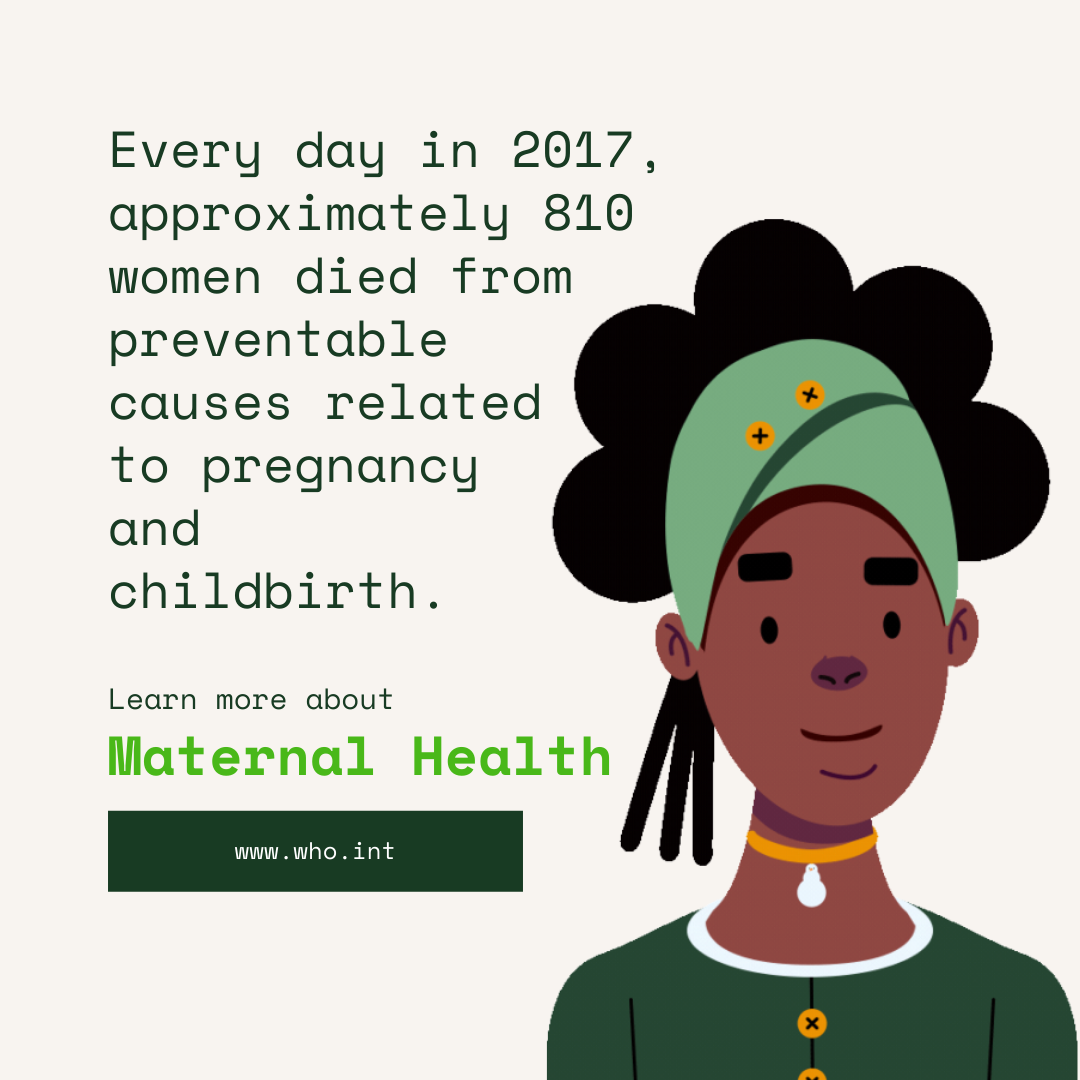 Every day in 2017,
approximately 810
women died from
preventable
causes related
to pregnancy
and
childbirth.
Learn more about
Maternal Health
www.who.int